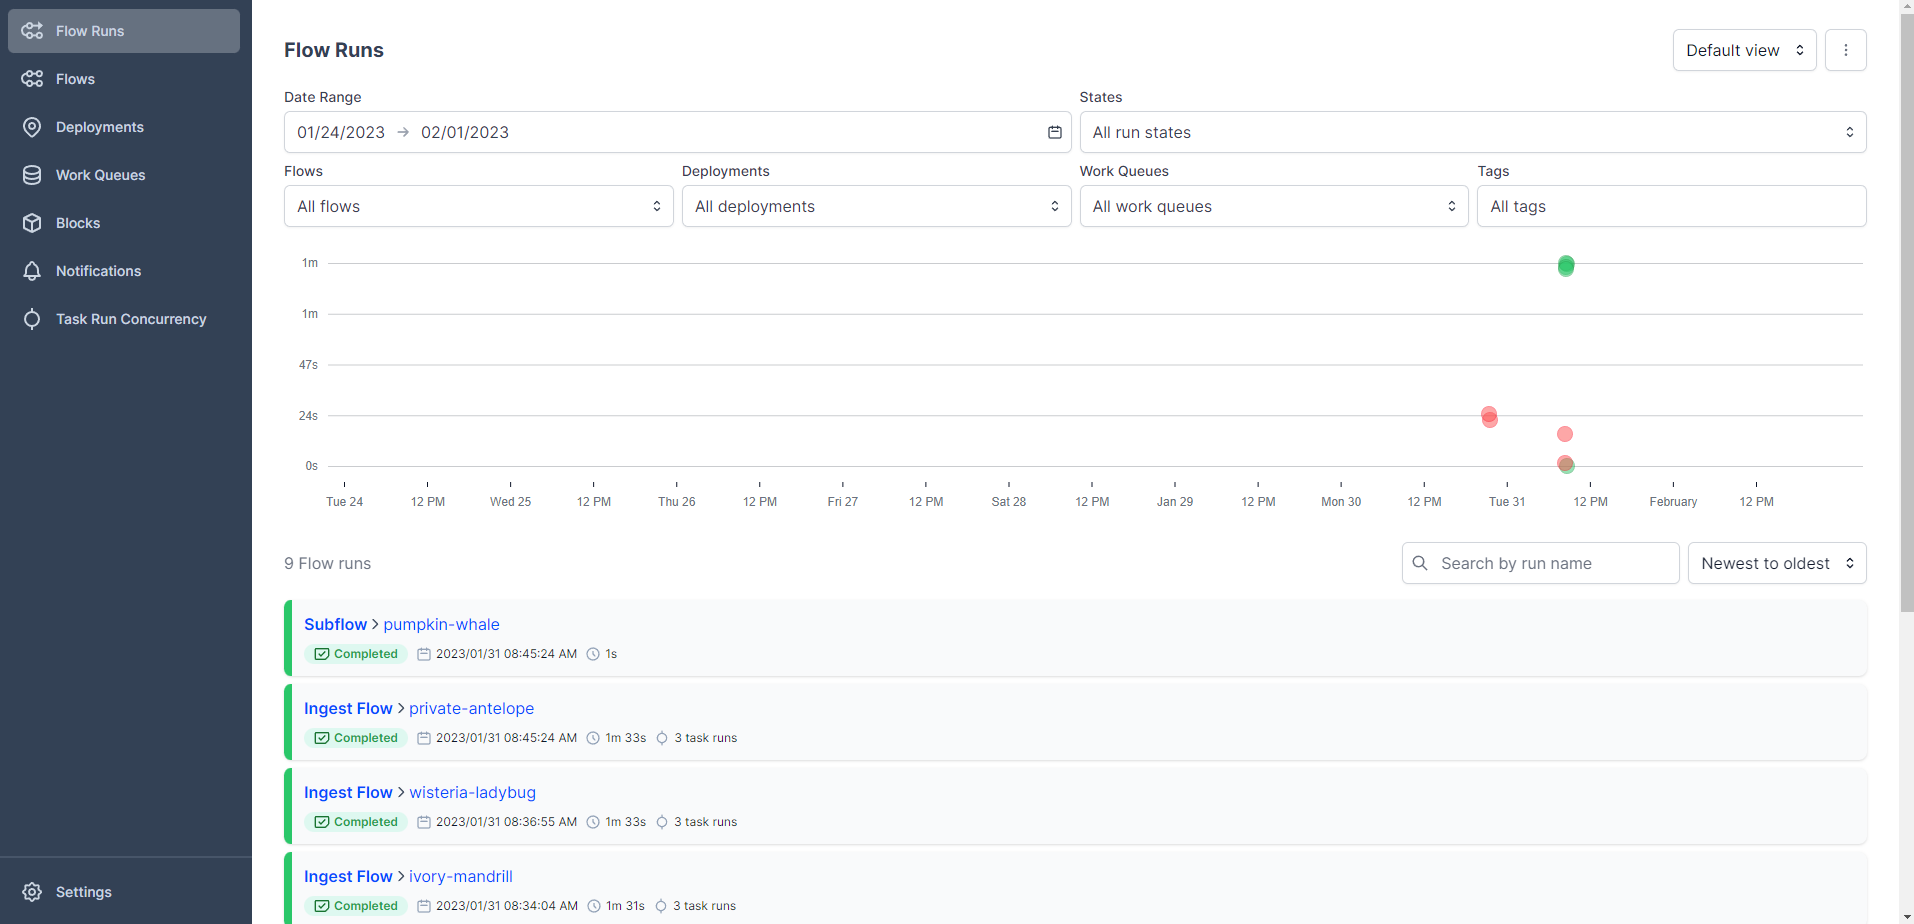 Flow Runs
Flows
Deployments
Work Queues
Blocks
Notifications
Task Run Concurrency
Settings
Flow Runs
Default view
Date Range
States
01/24/2023 → 02/01/2023
All run states
Flows
Deployments
Work Queues
Tags
All flows
All deployments
All work queues
All tags
1m
1m
47s
24s
0s
Tue 24 12 PM Wed 25 12 PM Thu 26 12 PM Fri 27 12 PM Sat 28 12 PM Jan 29 12 PM Mon 30 12 PM Tue 31 12 PM February 12 PM
9 Flow runs
Search by run name
Newest to oldest
Subflow > pumpkin-whale
Completed 2023/01/31 08:45:24 AM 1s
Ingest Flow > private-antelope
Completed 2023/01/31 08:45:24 AM 1m 33s 3 task runs
Ingest Flow > wisteria-ladybug
Completed 2023/01/31 08:36:55 AM 1m 33s 3 task runs
Ingest Flow > ivory-mandrill
Completed 2023/01/31 08:34:04 AM 1m 31s 3 task runs